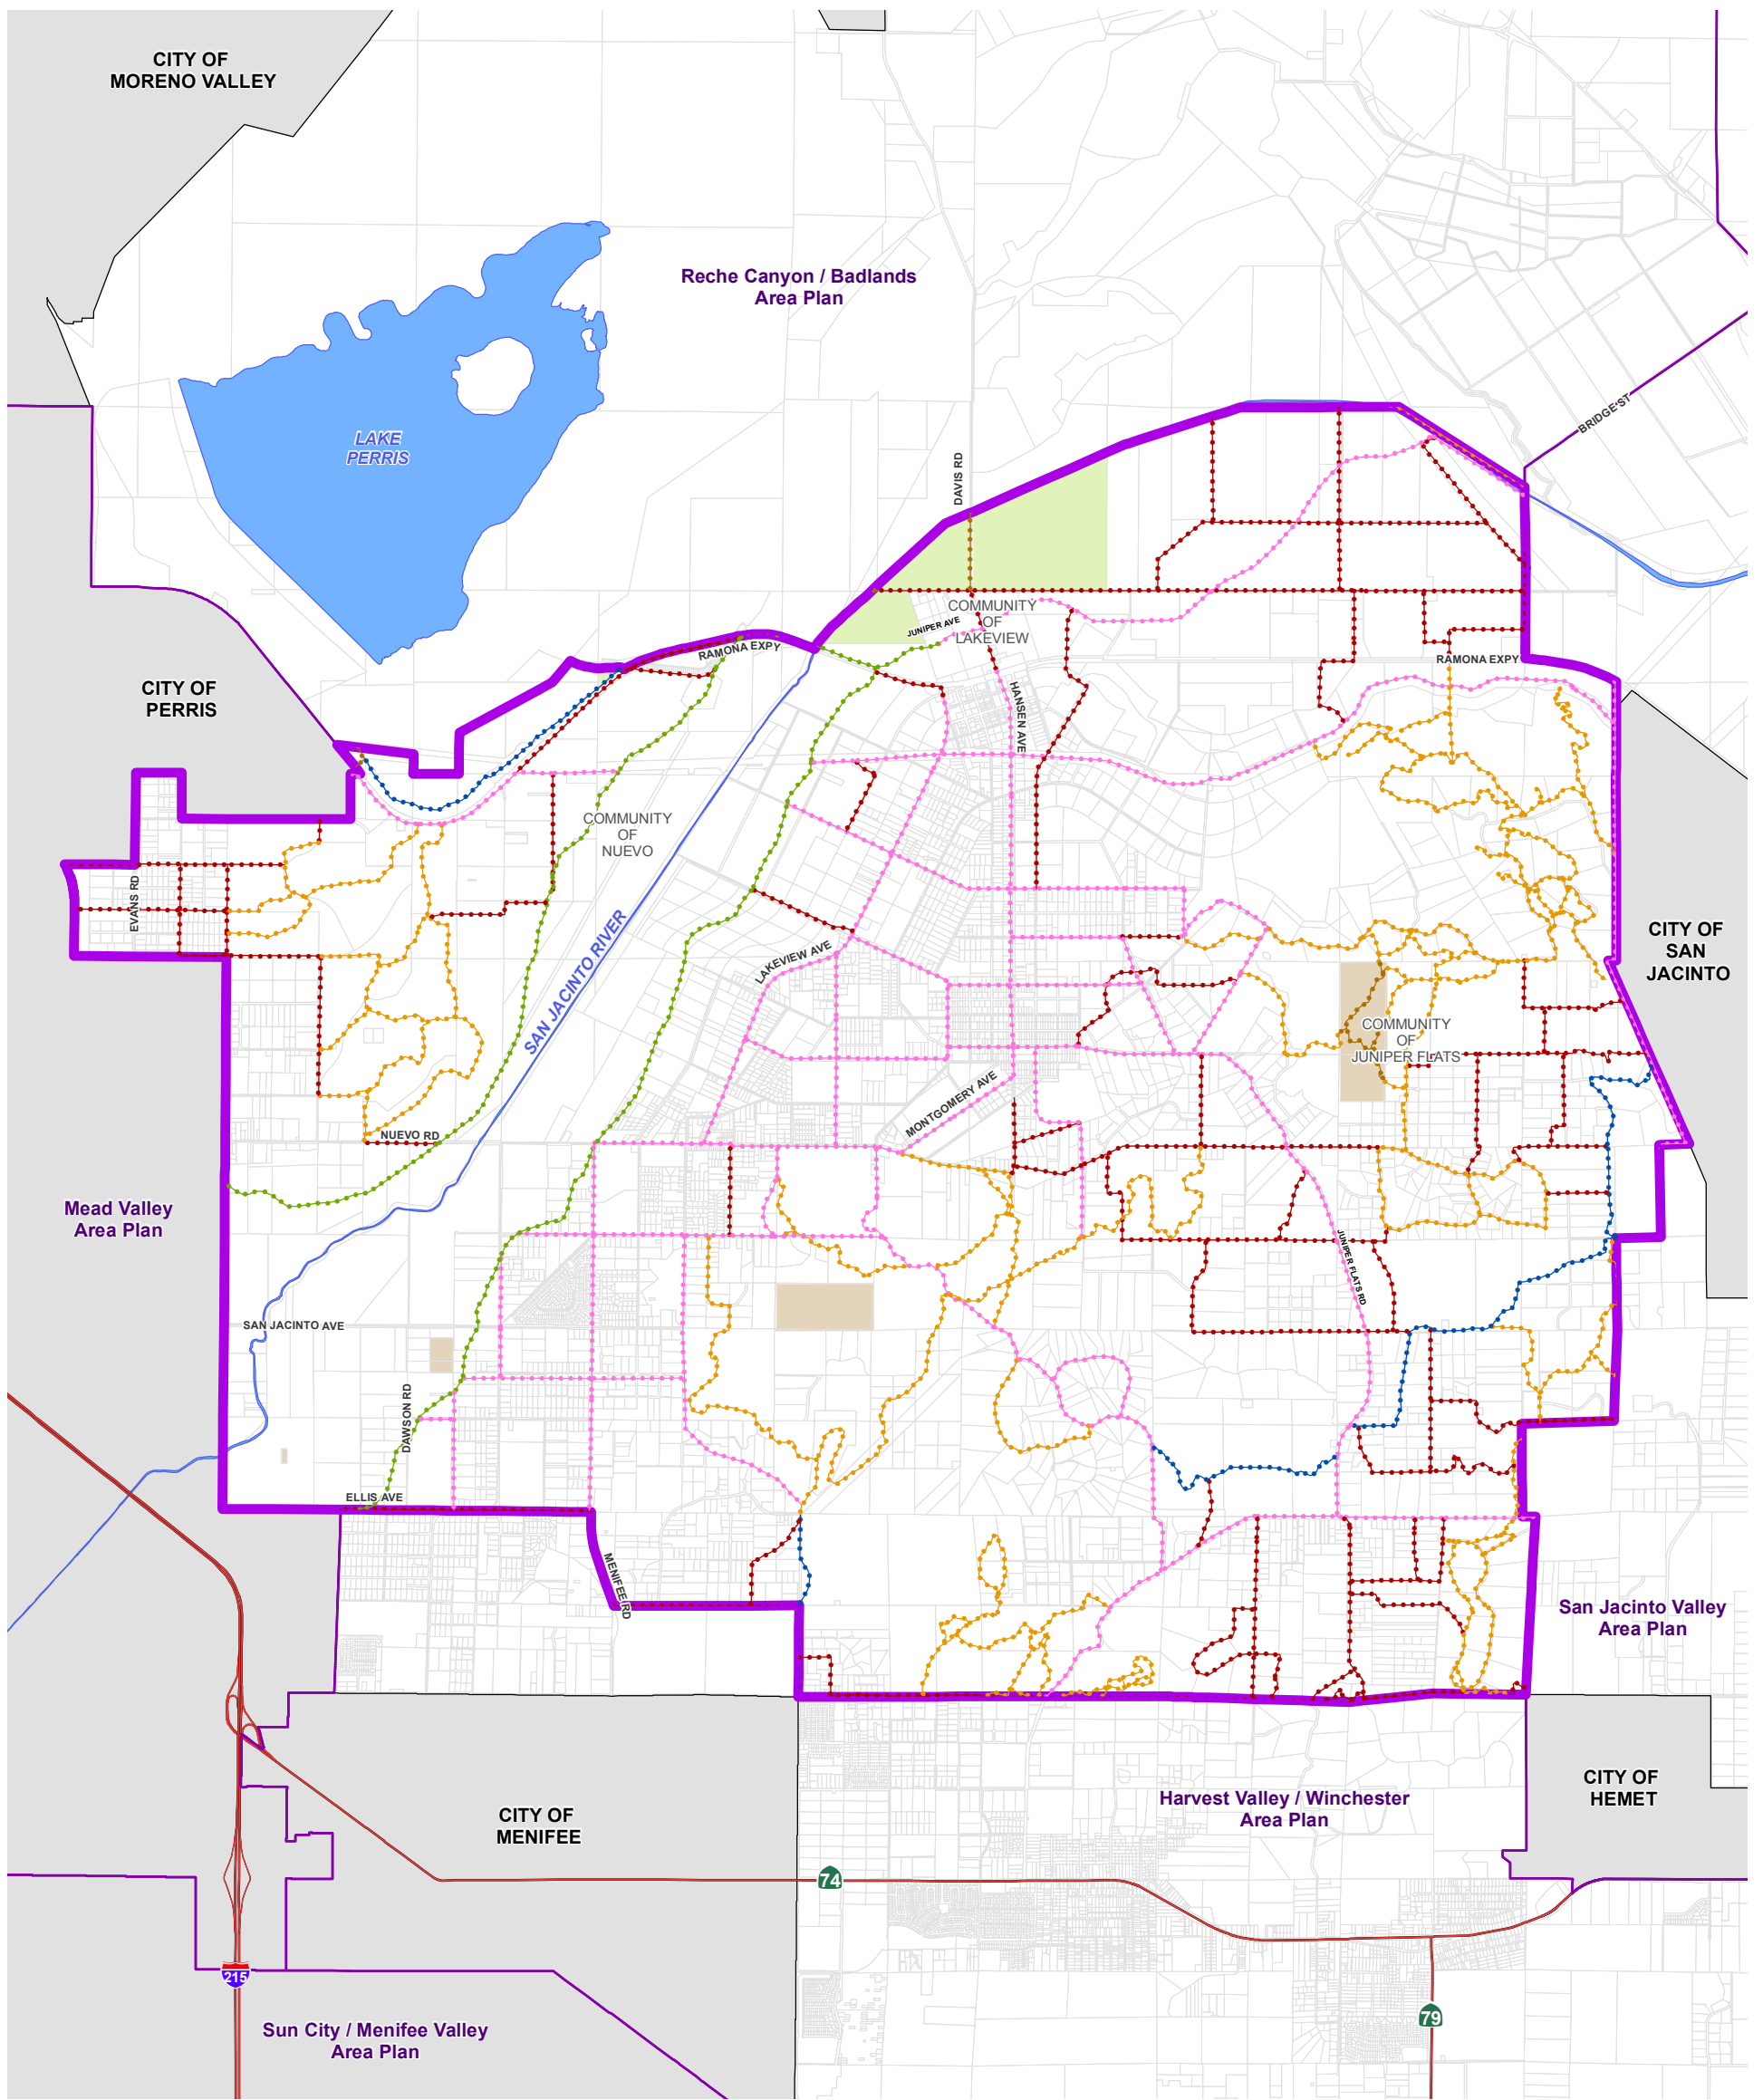 CITY OF
MORENO VALLEY
Reche Canyon / Badlands
Area Plan
LAKE
PERRIS
BRIDGE ST
DAVIS RD
COMMUNITY
OF
LAKEVIEW
JUNIPER AVE
RAMONA EXPY
RAMONA EXPY
CITY OF
PERRIS
HANSEN AVE
COMMUNITY
OF
NUEVO
EVANS RD
SAN JACINTO RIVER
LAKEVIEW AVE
CITY OF
SAN
JACINTO
COMMUNITY
OF
JUNIPER FLATS
MONTGOMERY AVE
NUEVO RD
Mead Valley
Area Plan
JUNIPER FLATS RD
SAN JACINTO AVE
DAWSON RD
ELLIS AVE
MENIFEE RD
San Jacinto Valley
Area Plan
CITY OF
HEMET
Harvest Valley / Winchester
Area Plan
CITY OF
MENIFEE
74
215
79
Sun City / Menifee Valley
Area Plan